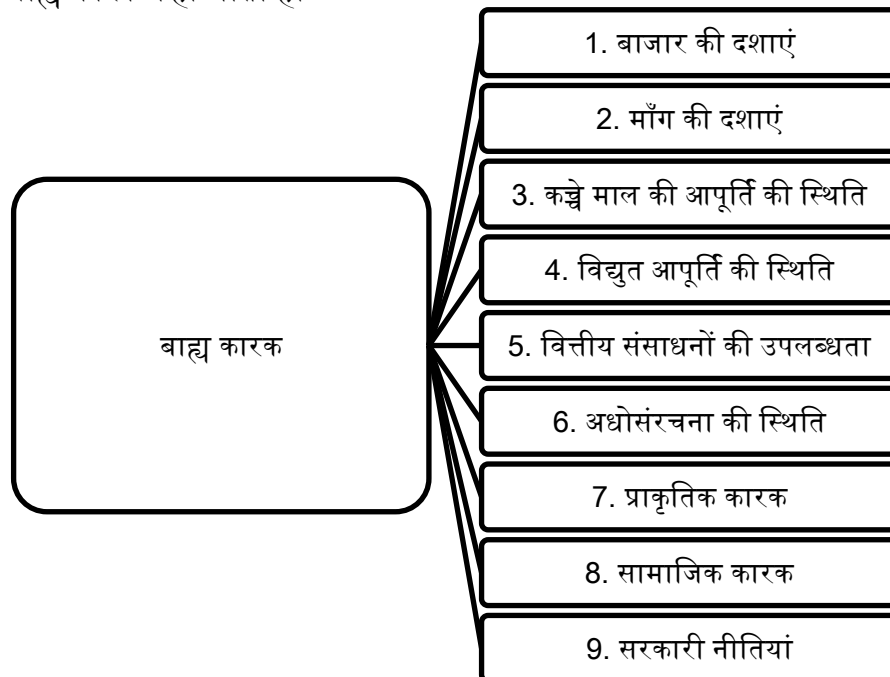 बाह्य कारक
1. बाजार की दशाएं
2. माँग की दशाएं
3. कच्चे माल की आपूर्ति की स्थिति
4. विद्युत आपूर्ति की स्थिति
5. वित्तीय संसाधनों की उपलब्धता
6. अधोसंरचना की स्थिति
7. प्राकृतिक कारक
8. सामाजिक कारक
9. सरकारी नीतियां